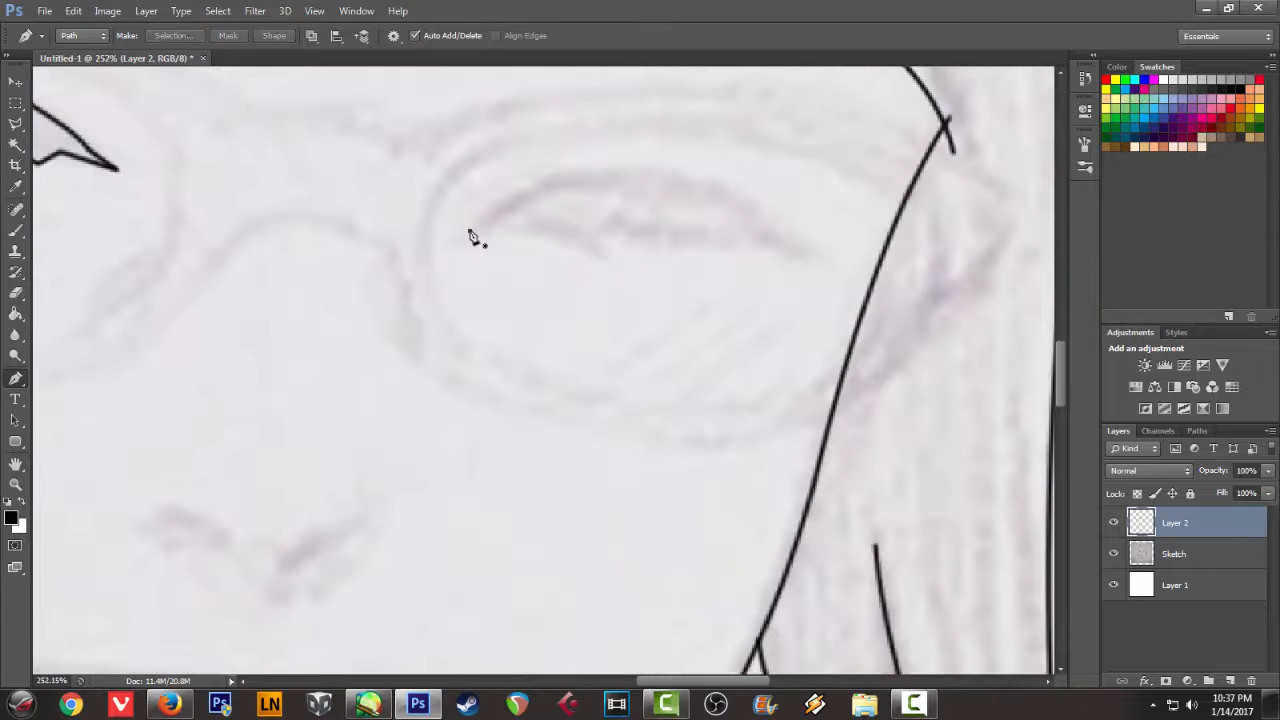 Ps File Edit Image Layer Type Select Filter 3D View Window Help
Path Make: Selection... Mask Shape Auto Add/Delete Align Edges Essentials
Untitled-1 @ 252% (Layer 2, RGB/8) *
Color Swatches
Adjustments Styles
Add an adjustment
Layers Channels Paths
Kind
Normal Opacity: 100%
Lock: Fill: 100%
Layer 2
Sketch
Layer 1
252.15% Doc: 11.4M/20.8M
V Ps LN Ps C C
10:37 PM
1/14/2017